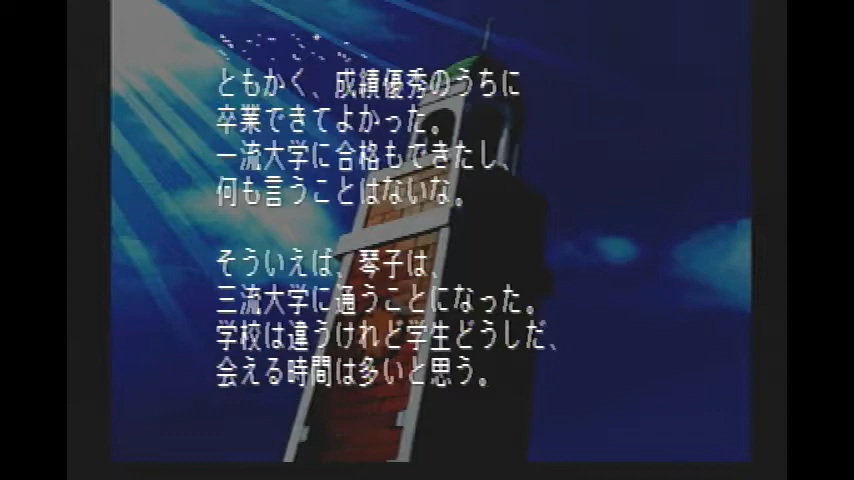 ともかく、成績優秀のうちに
卒業できてよかった。
一流大学に合格もできたし、
何も言うことはないな。
そういえば、琴子は、
三流大学に通うことになった。
学校は違うけれど学生どうしだ、
会える時間は多いと思う。